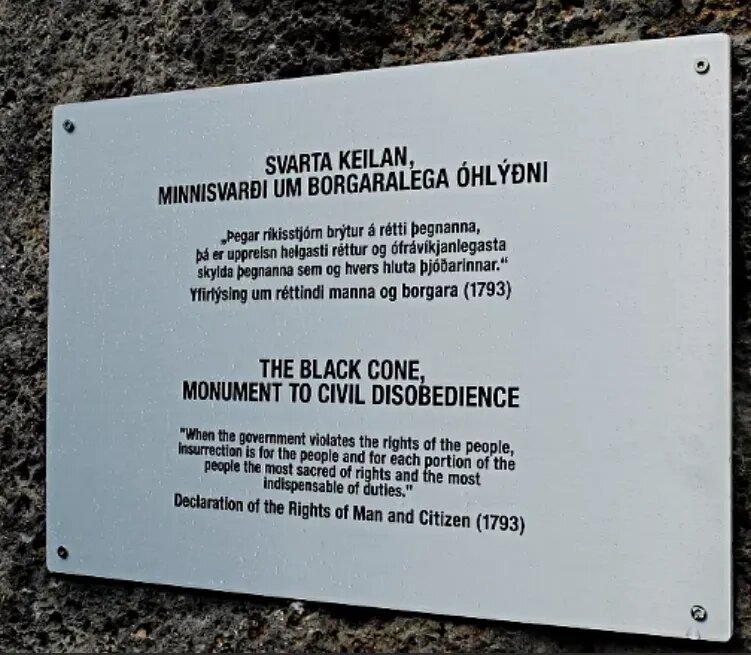 SVARTA KEILAN,
MINNISVARÐI UM BORGARALEGA ÓHLÝÐNI
„Þegar ríkisstjórn brýtur á rétti þegnanna,
þá er uppreisn helgasti réttur og ófrávíkjanlegasta
skylda þegnanna sem og hvers hluta þjóðarinnar.“
Yfirlýsing um réttindi manna og borgara (1793)
THE BLACK CONE,
MONUMENT TO CIVIL DISOBEDIENCE
"When the government violates the rights of the people,
insurrection is for the people and for each portion of the
people the most sacred of rights and the most
indispensable of duties."
Declaration of the Rights of Man and Citizen (1793)